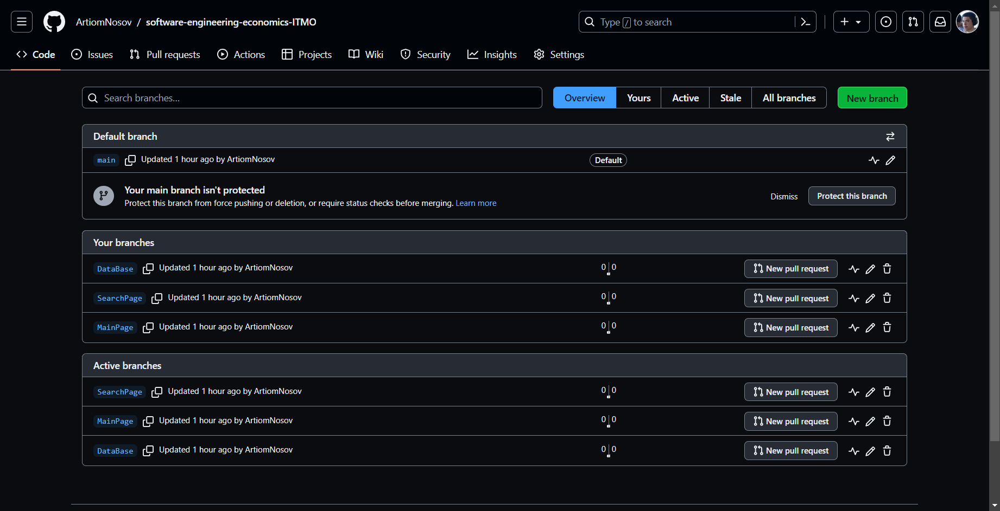 ArtiomNosov / software-engineering-economics-ITMO
Type / to search
Code Issues Pull requests Actions Projects Wiki Security Insights Settings
Search branches...
Overview Yours Active Stale All branches New branch
Default branch
main Updated 1 hour ago by ArtiomNosov Default
Your main branch isn't protected
Protect this branch from force pushing or deletion, or require status checks before merging. Learn more
Dismiss Protect this branch
Your branches
DataBase Updated 1 hour ago by ArtiomNosov 0 0 New pull request
SearchPage Updated 1 hour ago by ArtiomNosov 0 0 New pull request
MainPage Updated 1 hour ago by ArtiomNosov 0 0 New pull request
Active branches
SearchPage Updated 1 hour ago by ArtiomNosov 0 0 New pull request
MainPage Updated 1 hour ago by ArtiomNosov 0 0 New pull request
DataBase Updated 1 hour ago by ArtiomNosov 0 0 New pull request